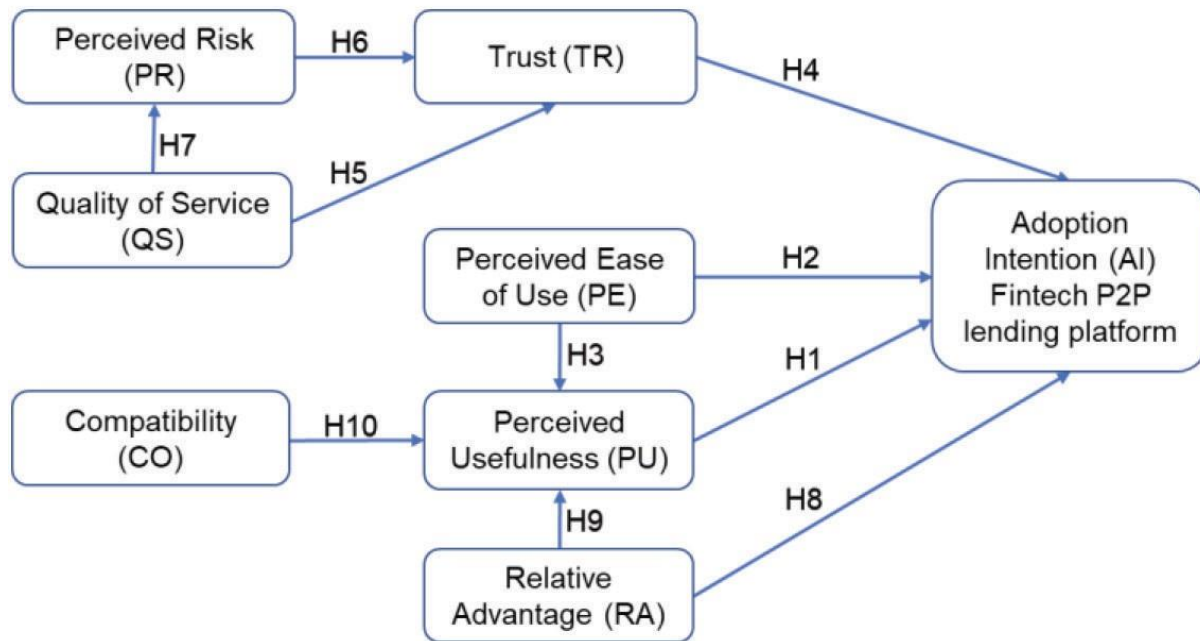 Perceived Risk
(PR)
H6
Trust (TR)
H4
H7
H5
Quality of Service
(QS)
Perceived Ease
of Use (PE)
H2
Adoption
Intention (AI)
Fintech P2P
lending platform
H3
H1
Compatibility
(CO)
H10
Perceived
Usefulness (PU)
H9
H8
Relative
Advantage (RA)